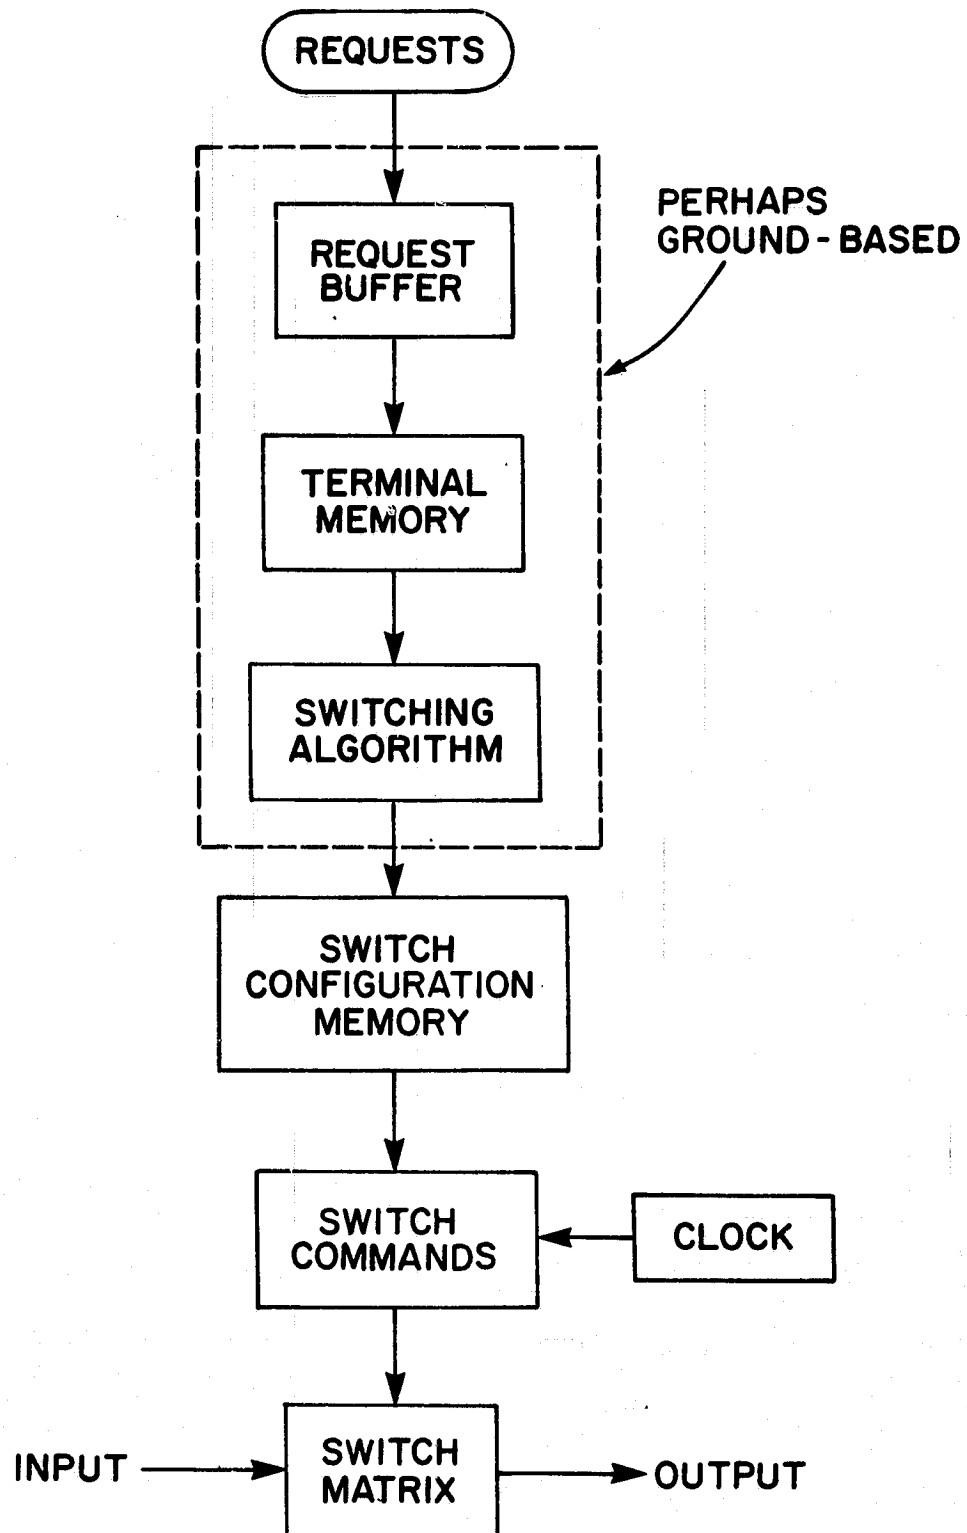 REQUESTS
PERHAPS
GROUND-BASED
REQUEST
BUFFER
TERMINAL
MEMORY
SWITCHING
ALGORITHM
SWITCH
CONFIGURATION
MEMORY
SWITCH
COMMANDS
CLOCK
INPUT
SWITCH
MATRIX
OUTPUT